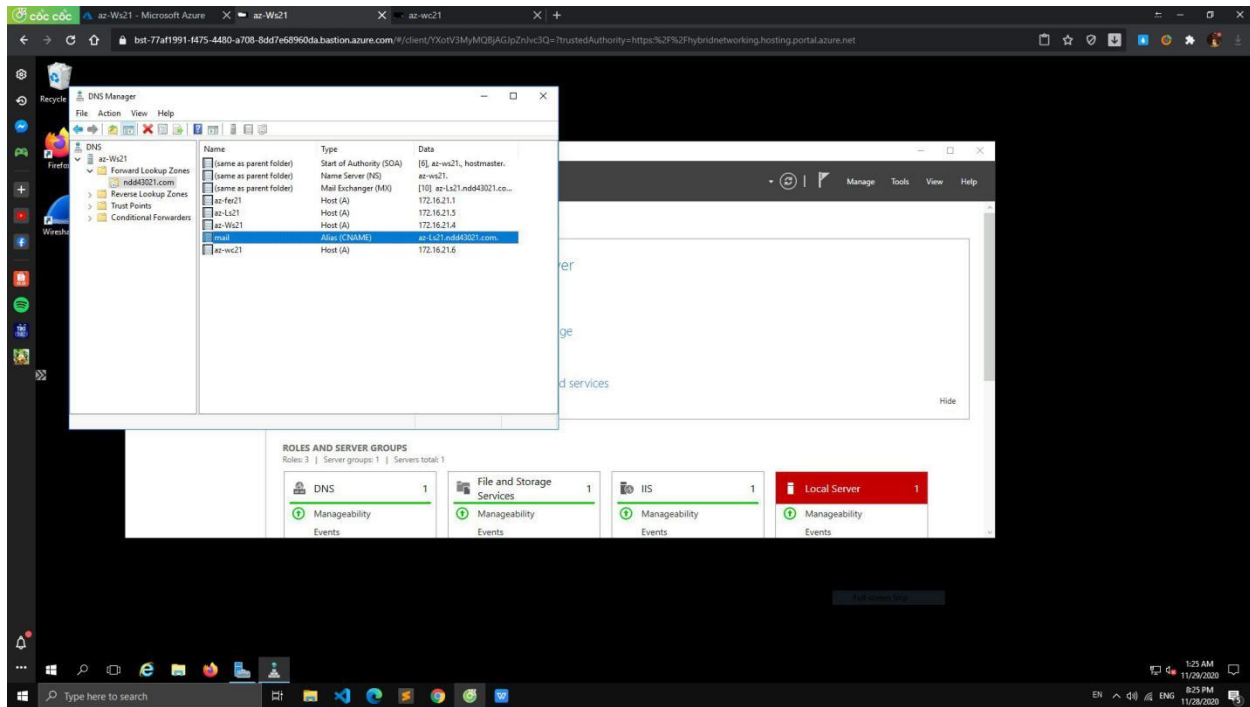 cốc cốc
az-Ws21 - Microsoft Azure
az-Ws21
az-wc21
bst-77af1991-f475-4480-a708-8dd7e68960da.bastion.azure.com/#/client/YXotV3MyMQBjAGJpZnJvc3Q=?trustedAuthority=https:%2F%2Fhybridnetworking.hosting.portal.azure.net
Recycle
DNS Manager
File Action View Help
DNS
az-Ws21
Forward Lookup Zones
ndd43021.com
Reverse Lookup Zones
Trust Points
Conditional Forwarders
Name Type Data
(same as parent folder) Start of Authority (SOA) [6], az-ws21., hostmaster.
(same as parent folder) Name Server (NS) az-ws21.
(same as parent folder) Mail Exchanger (MX) [10] az-Ls21.ndd43021.co...
az-fer21 Host (A) 172.16.21.1
az-Ls21 Host (A) 172.16.21.5
az-Ws21 Host (A) 172.16.21.4
mail Alias (CNAME) az-Ls21.ndd43021.com.
az-wc21 Host (A) 172.16.21.6
Firefo
Wiresha
Manage Tools View Help
ver
ge
d services
Hide
ROLES AND SERVER GROUPS
Roles: 3 | Server groups: 1 | Servers total: 1
DNS 1
Manageability
Events
File and Storage Services 1
Manageability
Events
IIS 1
Manageability
Events
Local Server 1
Manageability
Events
1:25 AM
11/29/2020
Type here to search
EN
ENG
8:25 PM
11/28/2020
5